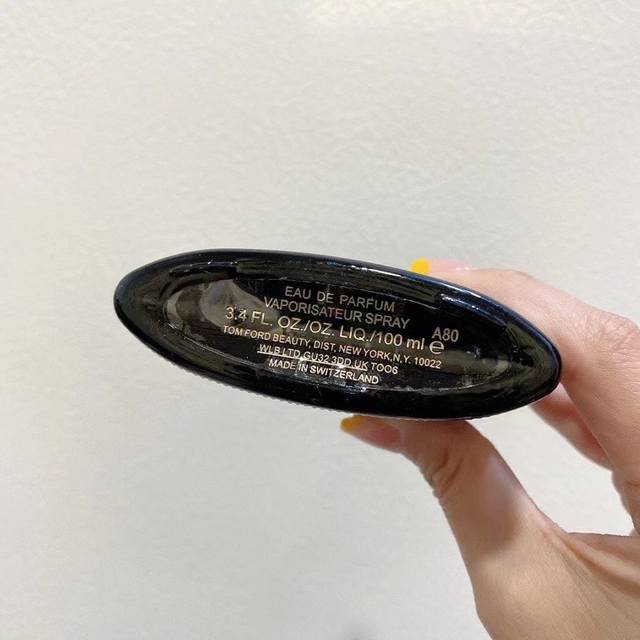 EAU DE PARFUM
VAPORISATEUR SPRAY
3.4 FL. OZ./OZ. LIQ./100 ml ℮ A80
TOM FORD BEAUTY, DIST. NEW YORK, N.Y. 10022
WLB LTD, GU32 3DD, UK TOO6
MADE IN SWITZERLAND